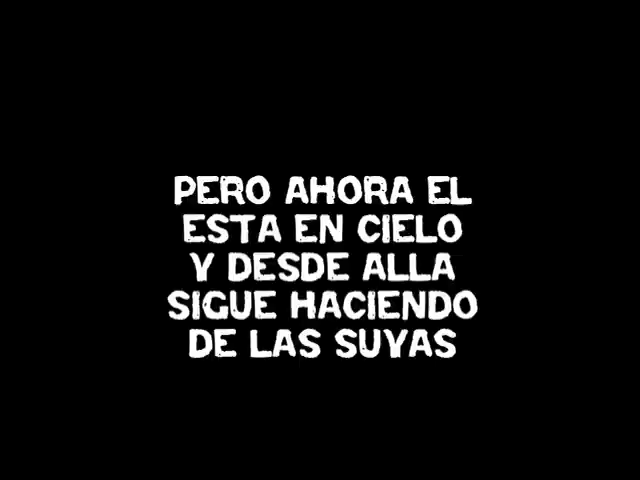 PERO AHORA EL
ESTA EN CIELO
Y DESDE ALLA
SIGUE HACIENDO
DE LAS SUYAS